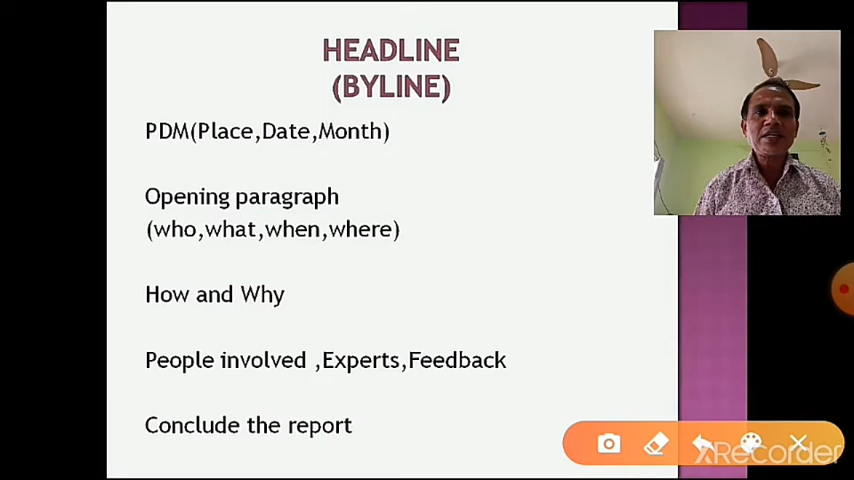 HEADLINE
(BYLINE)
PDM(Place,Date,Month)
Opening paragraph
(who,what,when,where)
How and Why
People involved ,Experts,Feedback
Conclude the report
XRecorder